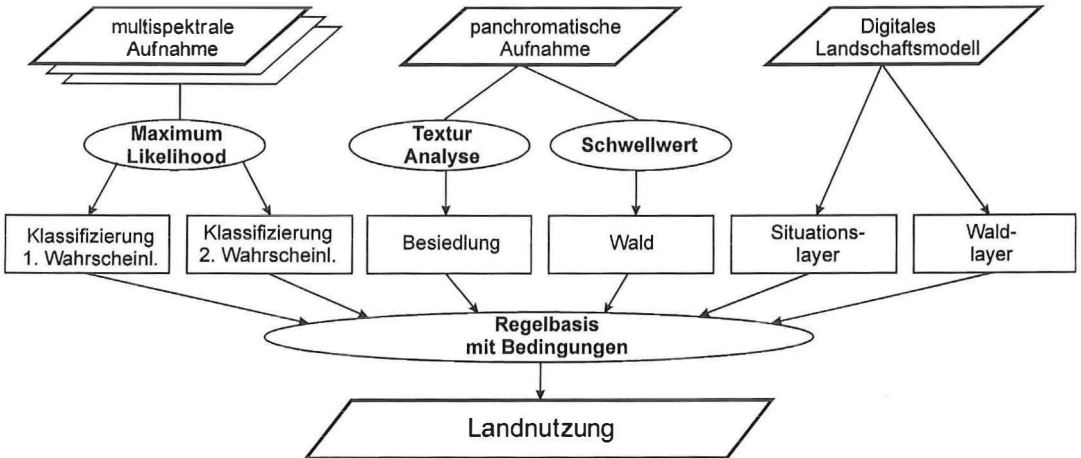 multispektrale
Aufnahme
panchromatische
Aufnahme
Digitales
Landschaftsmodell
Maximum
Likelihood
Textur
Analyse
Schwellwert
Klassifizierung
1. Wahrscheinl.
Klassifizierung
2. Wahrscheinl.
Besiedlung
Wald
Situations-
layer
Wald-
layer
Regelbasis
mit Bedingungen
Landnutzung